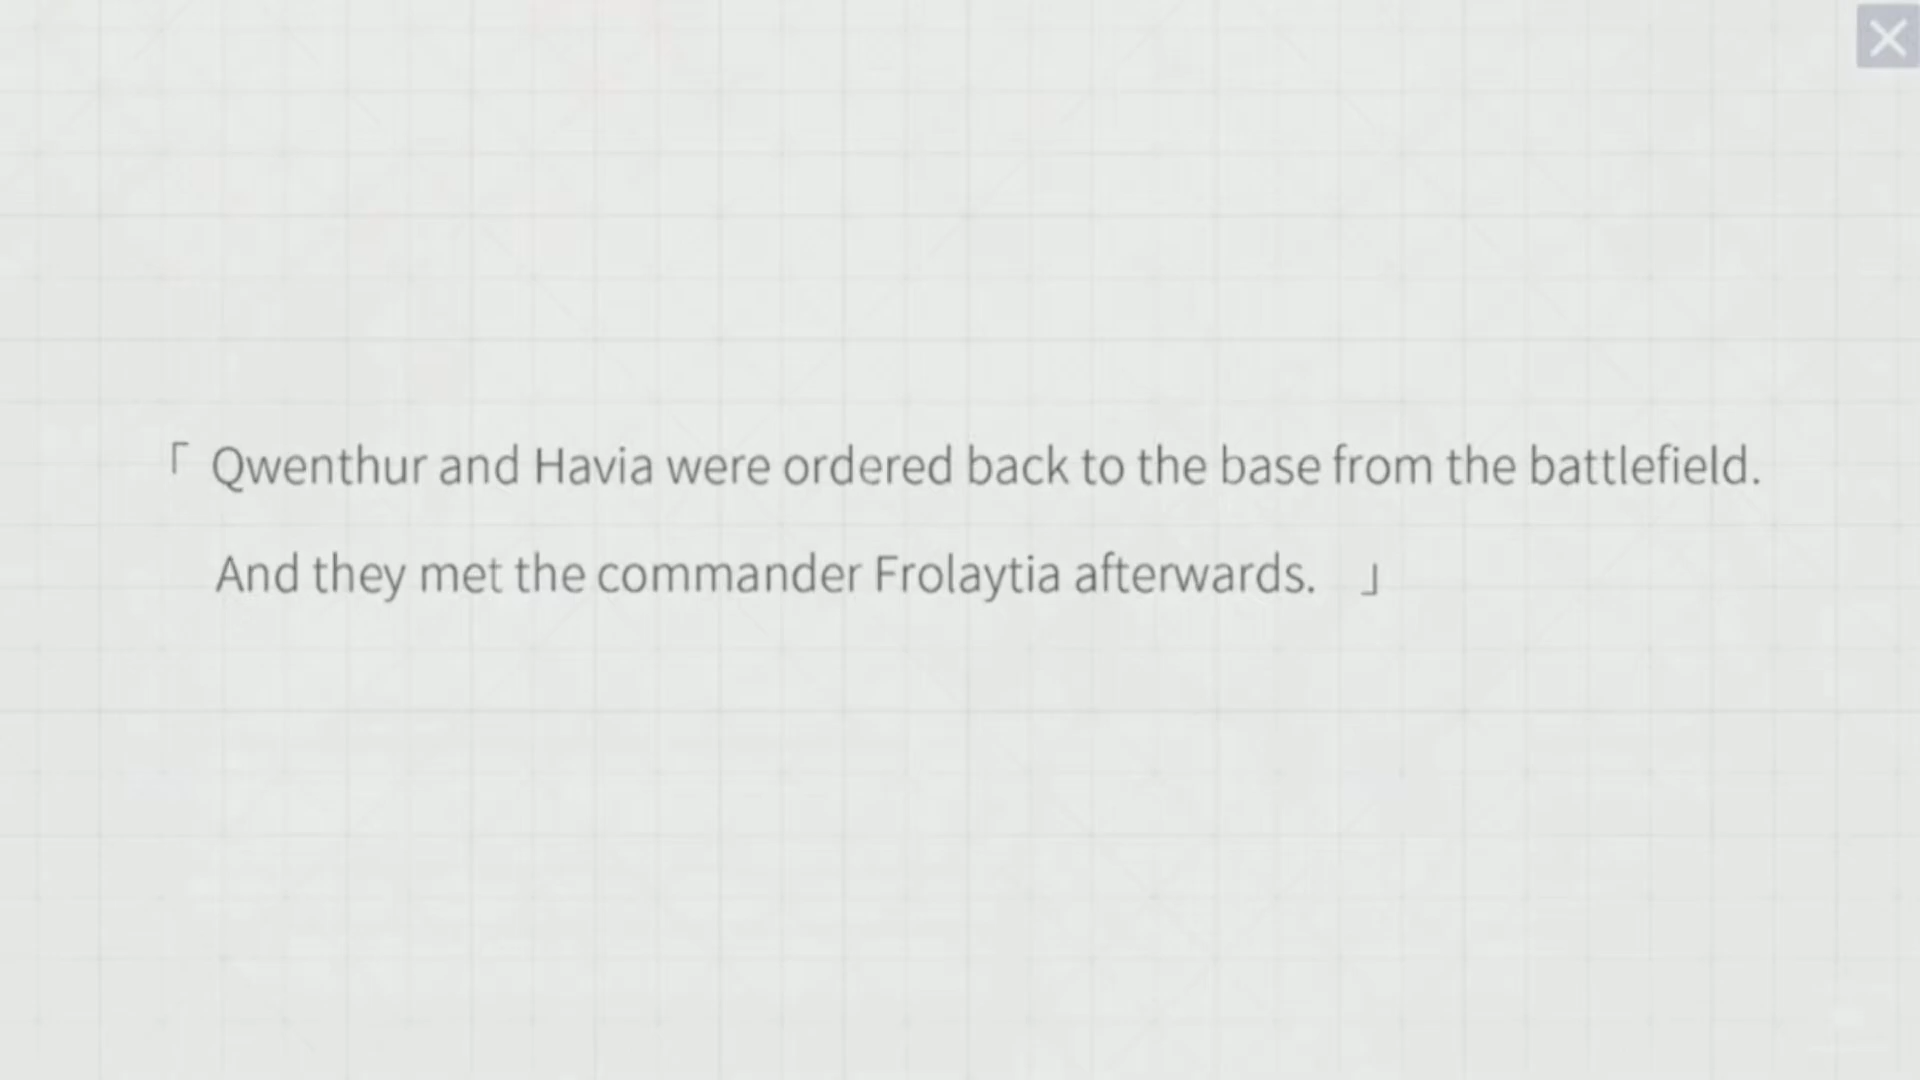 「 Qwenthur and Havia were ordered back to the base from the battlefield.
And they met the commander Frolaytia afterwards. 」